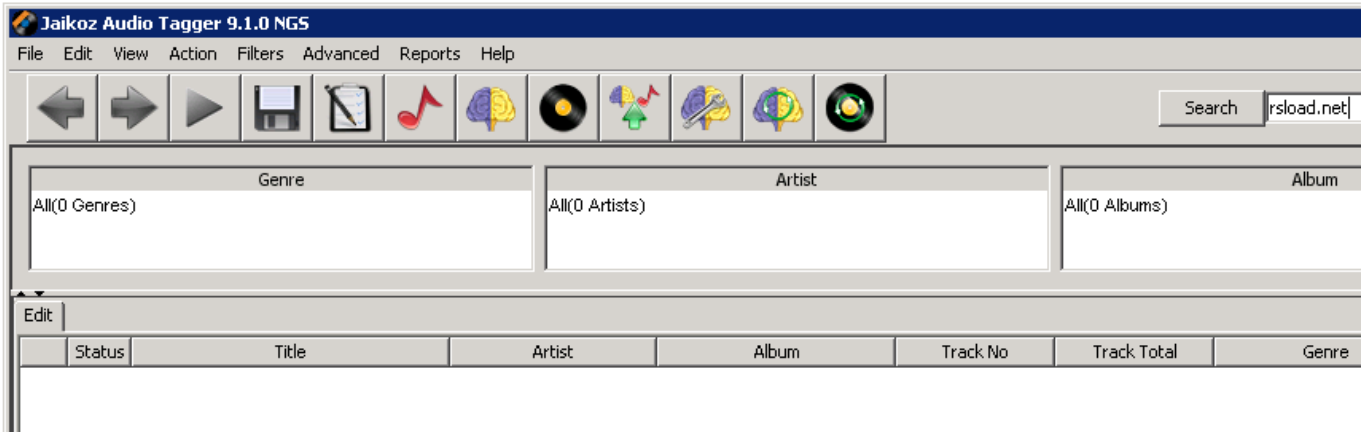 Jaikoz Audio Tagger 9.1.0 NGS
File Edit View Action Filters Advanced Reports Help
Search rsload.net
Genre Artist Album
All(0 Genres) All(0 Artists) All(0 Albums)
Edit
Status Title Artist Album Track No Track Total Genre